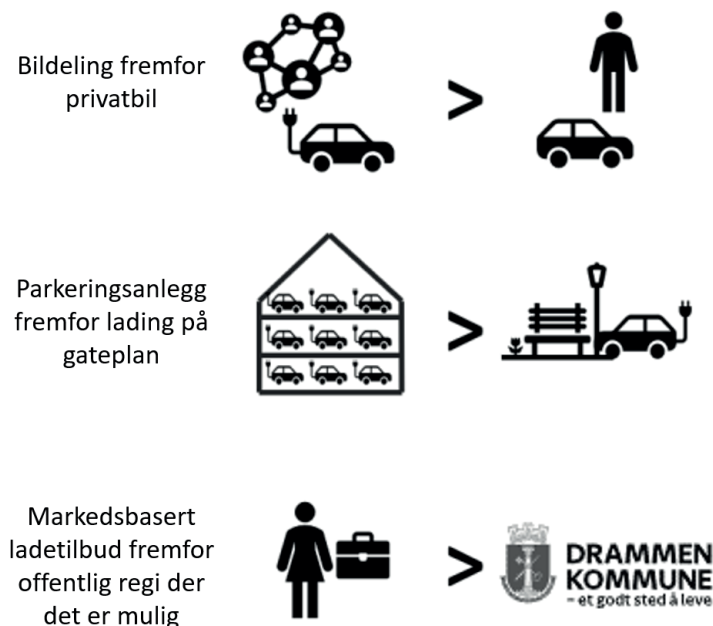 Bildeling fremfor
privatbil
>
Parkeringsanlegg
fremfor lading på
gateplan
>
Markedsbasert
ladetilbud fremfor
offentlig regi der
det er mulig
>
DRAMMEN
KOMMUNE
– et godt sted å leve